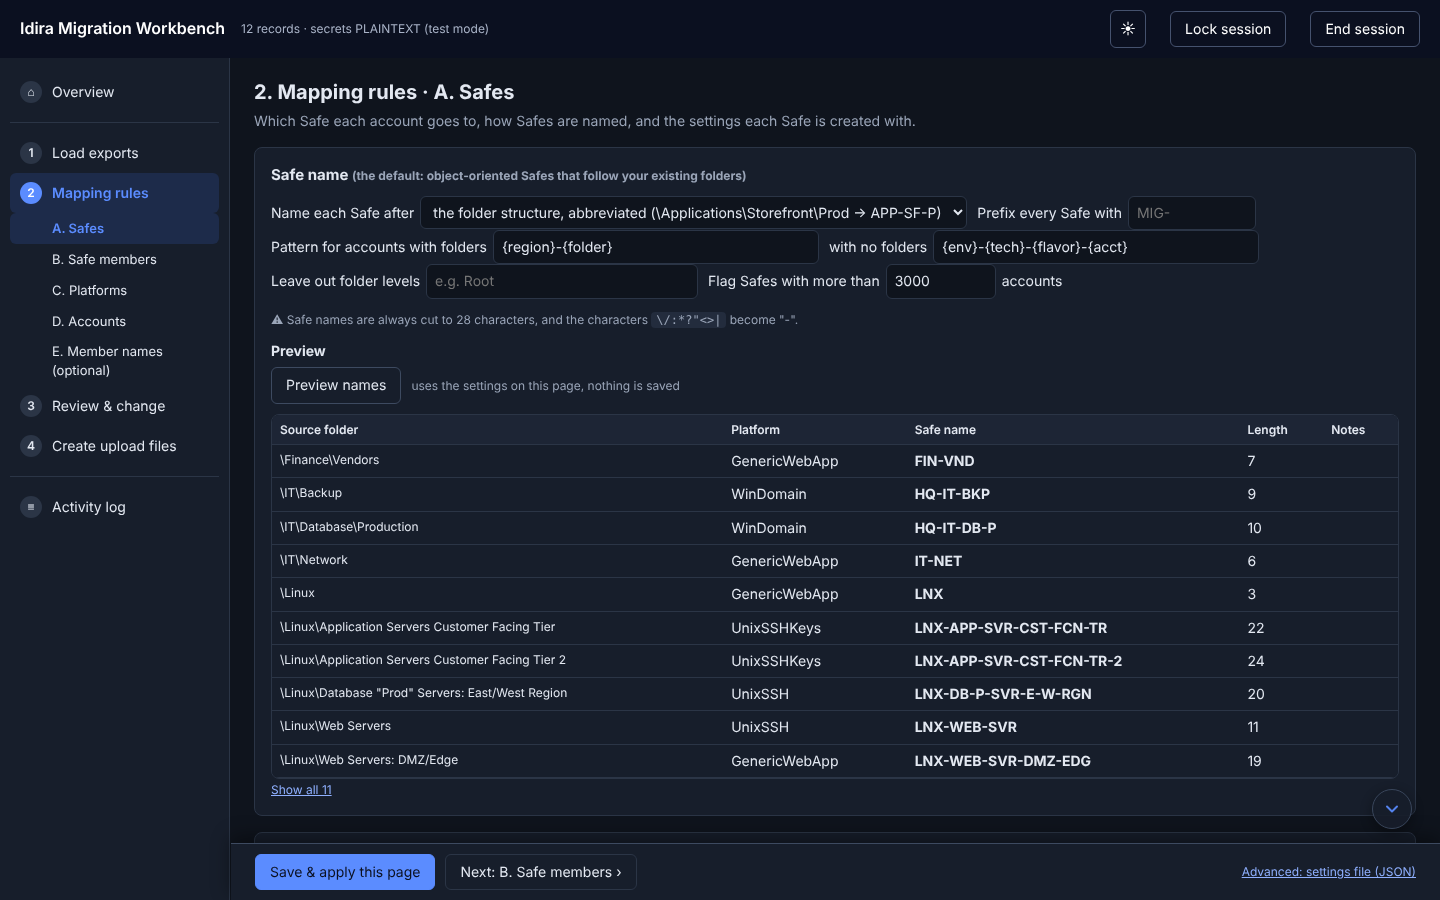 Idira Migration Workbench
12 records · secrets PLAINTEXT (test mode)
☀
Lock session
End session
⌂ Overview
1 Load exports
2 Mapping rules
A. Safes
B. Safe members
C. Platforms
D. Accounts
E. Member names
(optional)
3 Review & change
4 Create upload files
≡ Activity log
2. Mapping rules · A. Safes
Which Safe each account goes to, how Safes are named, and the settings each Safe is created with.
Safe name (the default: object-oriented Safes that follow your existing folders)
Name each Safe after the folder structure, abbreviated (\Applications\Storefront\Prod → APP-SF-P) Prefix every Safe with MIG-
Pattern for accounts with folders {region}-{folder} with no folders {env}-{tech}-{flavor}-{acct}
Leave out folder levels e.g. Root Flag Safes with more than 3000 accounts
⚠ Safe names are always cut to 28 characters, and the characters \/:*?"<>| become "-".
Preview
Preview names uses the settings on this page, nothing is saved
Source folder Platform Safe name Length Notes
\Finance\Vendors GenericWebApp FIN-VND 7
\IT\Backup WinDomain HQ-IT-BKP 9
\IT\Database\Production WinDomain HQ-IT-DB-P 10
\IT\Network GenericWebApp IT-NET 6
\Linux GenericWebApp LNX 3
\Linux\Application Servers Customer Facing Tier UnixSSHKeys LNX-APP-SVR-CST-FCN-TR 22
\Linux\Application Servers Customer Facing Tier 2 UnixSSHKeys LNX-APP-SVR-CST-FCN-TR-2 24
\Linux\Database "Prod" Servers: East/West Region UnixSSH LNX-DB-P-SVR-E-W-RGN 20
\Linux\Web Servers UnixSSH LNX-WEB-SVR 11
\Linux\Web Servers: DMZ/Edge GenericWebApp LNX-WEB-SVR-DMZ-EDG 19
Show all 11
Save & apply this page
Next: B. Safe members ›
Advanced: settings file (JSON)